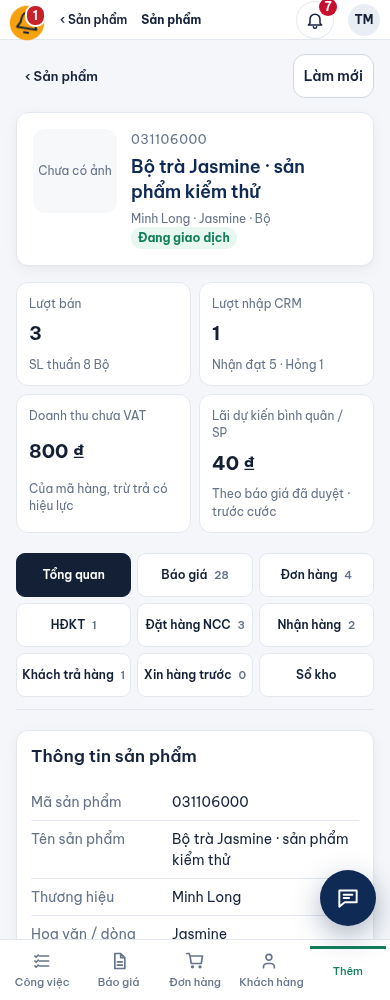 1
‹ Sản phẩm Sản phẩm
7
TM
‹ Sản phẩm
Làm mới
Chưa có ảnh
031106000
Bộ trà Jasmine · sản
phẩm kiểm thử
Minh Long · Jasmine · Bộ
Đang giao dịch
Lượt bán
3
SL thuần 8 Bộ
Lượt nhập CRM
1
Nhận đạt 5 · Hỏng 1
Doanh thu chưa VAT
800 ₫
Của mã hàng, trừ trả có
hiệu lực
Lãi dự kiến bình quân /
SP
40 ₫
Theo báo giá đã duyệt ·
trước cước
Tổng quan
Báo giá 28
Đơn hàng 4
HĐKT 1
Đặt hàng NCC 3
Nhận hàng 2
Khách trả hàng 1
Xin hàng trước 0
Sổ kho
Thông tin sản phẩm
Mã sản phẩm 031106000
Tên sản phẩm Bộ trà Jasmine · sản phẩm
kiểm thử
Thương hiệu Minh Long
Hoa văn / dòng Jasmine
Công việc
Báo giá
Đơn hàng
Khách hàng
Thêm